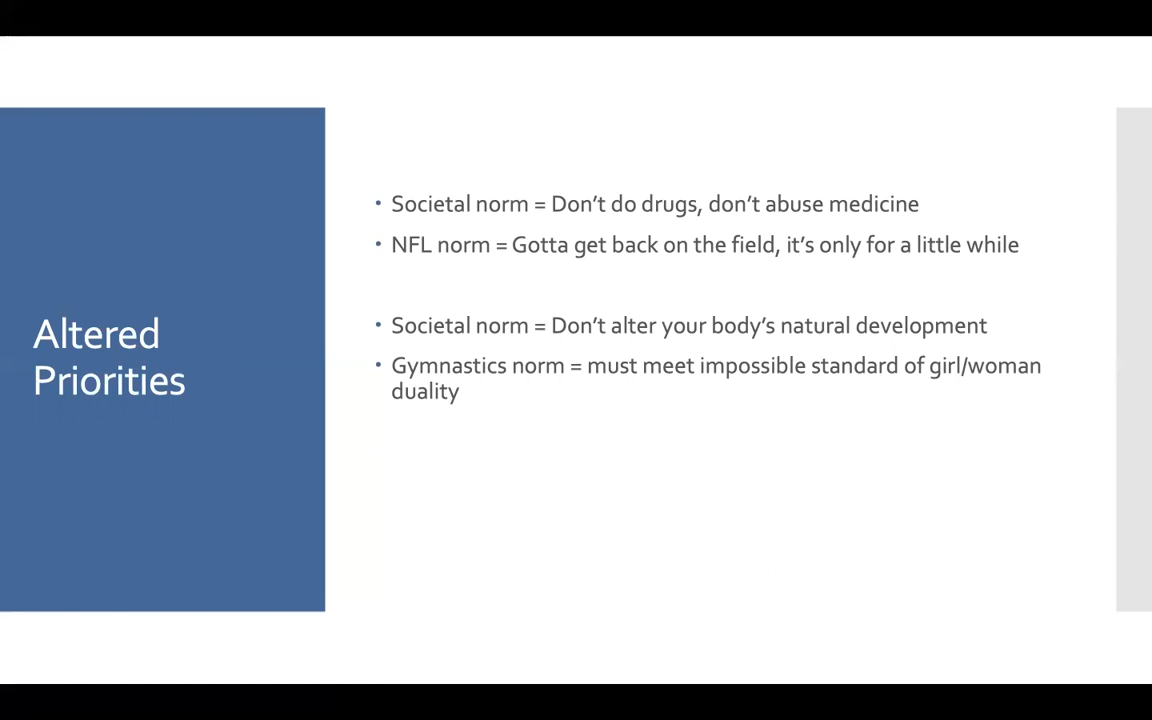 Altered
Priorities
• Societal norm = Don’t do drugs, don’t abuse medicine
• NFL norm = Gotta get back on the field, it’s only for a little while
• Societal norm = Don’t alter your body’s natural development
• Gymnastics norm = must meet impossible standard of girl/woman
duality